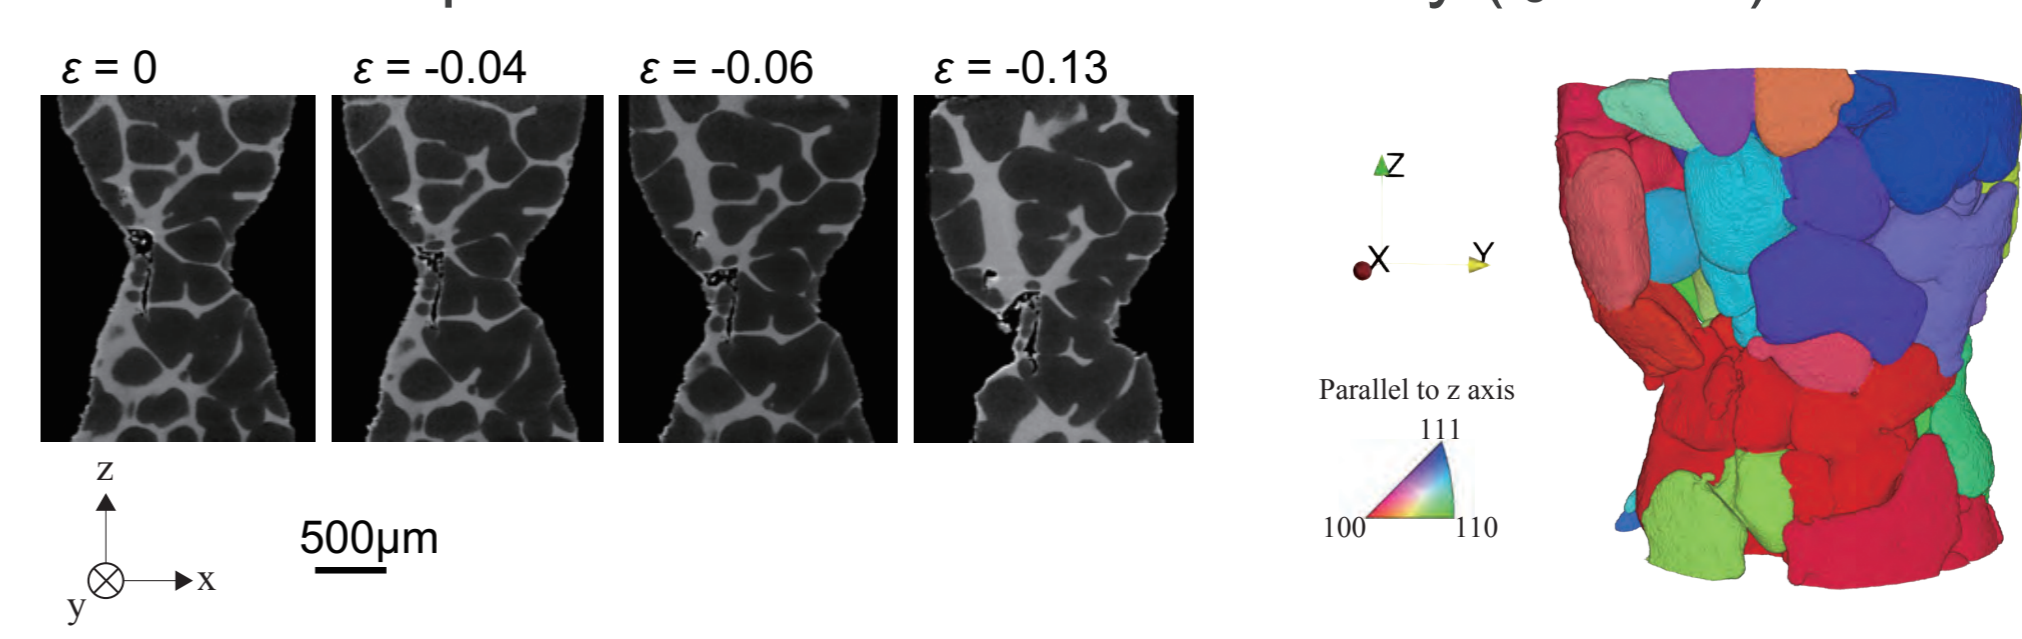 ε = 0
ε = -0.04
ε = -0.06
ε = -0.13
z
x
y
500µm
Z
X
Y
Parallel to z axis
111
100
110